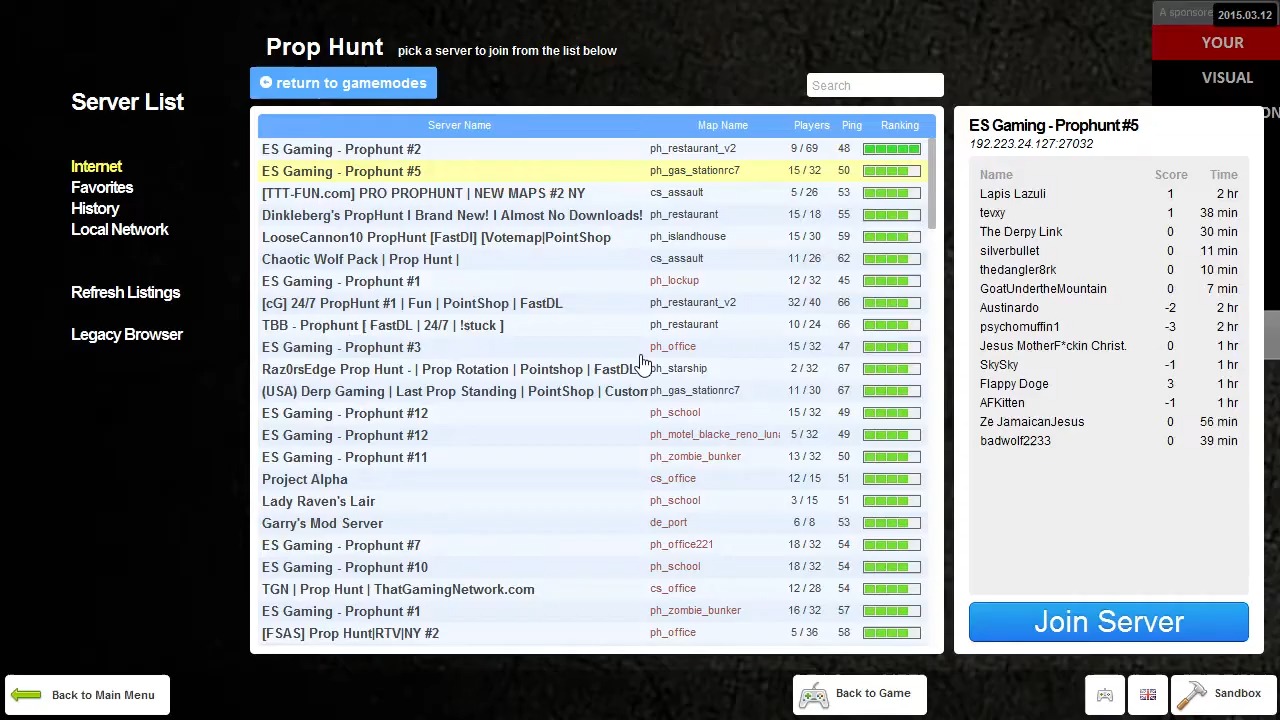 A sponsore
2015.03.12
YOUR
VISUAL
ON
Prop Hunt pick a server to join from the list below
return to gamemodes
Search
Server List
Internet
Favorites
History
Local Network
Refresh Listings
Legacy Browser
Server Name Map Name Players Ping Ranking
ES Gaming - Prophunt #2 ph_restaurant_v2 9 / 69 48
ES Gaming - Prophunt #5 ph_gas_stationrc7 15 / 32 50
[TTT-FUN.com] PRO PROPHUNT | NEW MAPS #2 NY cs_assault 5 / 26 53
Dinkleberg's PropHunt I Brand New! I Almost No Downloads! ph_restaurant 15 / 18 55
LooseCannon10 PropHunt [FastDl] [Votemap|PointShop ph_islandhouse 15 / 30 59
Chaotic Wolf Pack | Prop Hunt | cs_assault 11 / 26 62
ES Gaming - Prophunt #1 ph_lockup 12 / 32 45
[cG] 24/7 PropHunt #1 | Fun | PointShop | FastDL ph_restaurant_v2 32 / 40 66
TBB - Prophunt [ FastDL | 24/7 | !stuck ] ph_restaurant 10 / 24 66
ES Gaming - Prophunt #3 ph_office 15 / 32 47
Raz0rsEdge Prop Hunt - | Prop Rotation | Pointshop | FastDL ph_starship 2 / 32 67
(USA) Derp Gaming | Last Prop Standing | PointShop | Custom ph_gas_stationrc7 11 / 30 67
ES Gaming - Prophunt #12 ph_school 15 / 32 49
ES Gaming - Prophunt #12 ph_motel_blacke_reno_luna 5 / 32 49
ES Gaming - Prophunt #11 ph_zombie_bunker 13 / 32 50
Project Alpha cs_office 12 / 15 51
Lady Raven's Lair ph_school 3 / 15 51
Garry's Mod Server de_port 6 / 8 53
ES Gaming - Prophunt #7 ph_office221 18 / 32 54
ES Gaming - Prophunt #10 ph_school 18 / 32 54
TGN | Prop Hunt | ThatGamingNetwork.com cs_office 12 / 28 54
ES Gaming - Prophunt #1 ph_zombie_bunker 16 / 32 57
[FSAS] Prop Hunt|RTV|NY #2 ph_office 5 / 36 58
ES Gaming - Prophunt #5
192.223.24.127:27032
Name Score Time
Lapis Lazuli 1 2 hr
tevxy 1 38 min
The Derpy Link 0 30 min
silverbullet 0 11 min
thedangler8rk 0 10 min
GoatUndertheMountain 0 7 min
Austinardo -2 2 hr
psychomuffin1 -3 2 hr
Jesus MotherF*ckin Christ. 0 2 hr
SkySky -1 1 hr
Flappy Doge 3 1 hr
AFKitten -1 1 hr
Ze JamaicanJesus 0 56 min
badwolf2233 0 39 min
Join Server
Back to Main Menu
Back to Game
Sandbox